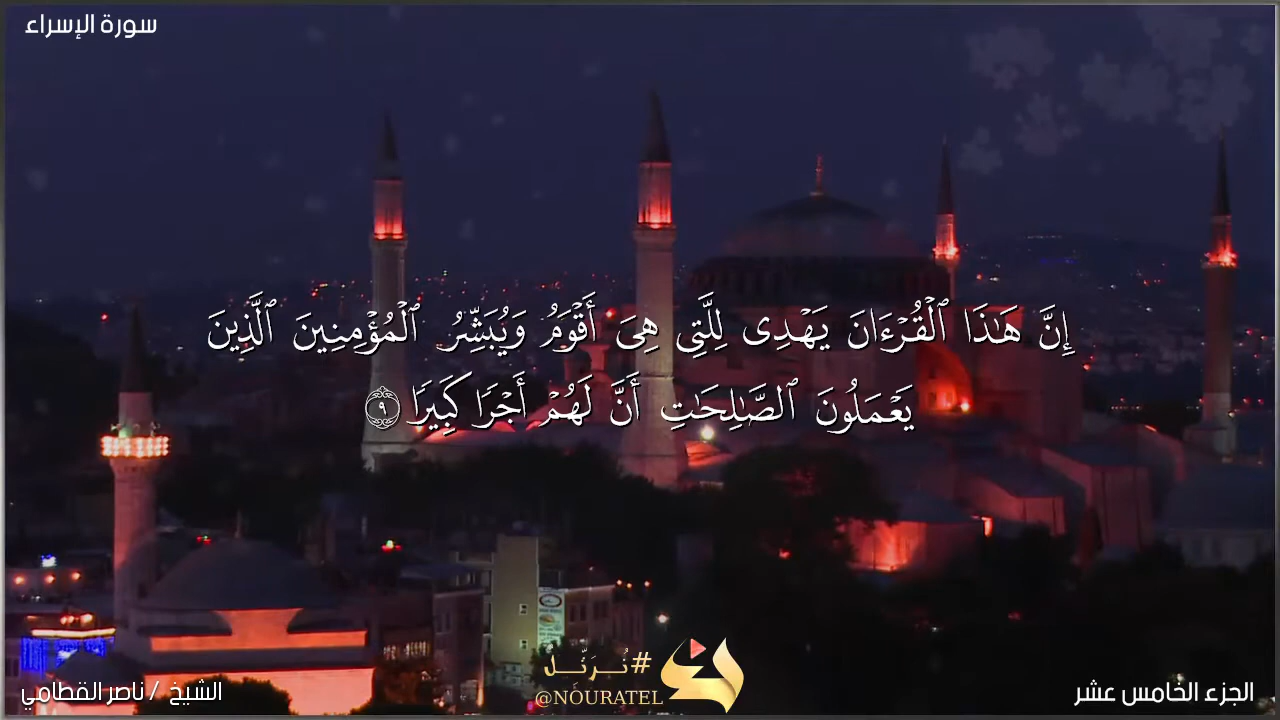 سورة الإسراء
إِنَّ هَٰذَا ٱلْقُرْءَانَ يَهْدِى لِلَّتِى هِىَ أَقْوَمُ وَيُبَشِّرُ ٱلْمُؤْمِنِينَ ٱلَّذِينَ
يَعْمَلُونَ ٱلصَّٰلِحَٰتِ أَنَّ لَهُمْ أَجْرًا كَبِيرًا ٩
#نُرَتِّل
@NOURATEL
الشيخ / ناصر القطامي
الجزء الخامس عشر